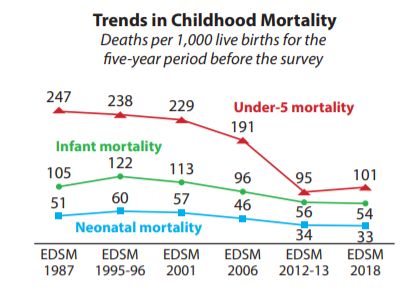 Trends in Childhood Mortality
Deaths per 1,000 live births for the
five-year period before the survey
247
238
229
191
95
101
Under-5 mortality
Infant mortality
105
122
113
96
56
54
51
60
57
46
34
33
Neonatal mortality
EDSM EDSM EDSM EDSM EDSM EDSM
1987 1995-96 2001 2006 2012-13 2018